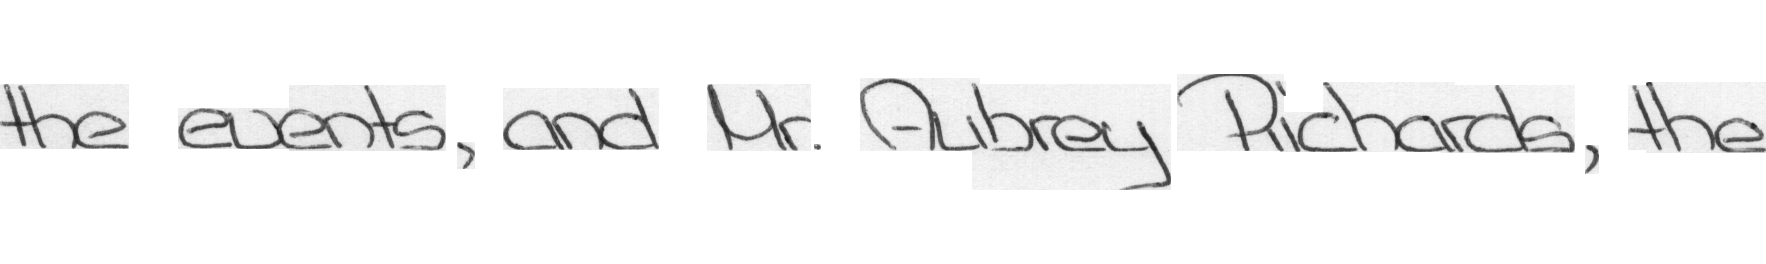 the events, and Mr. Aubrey Richards, the